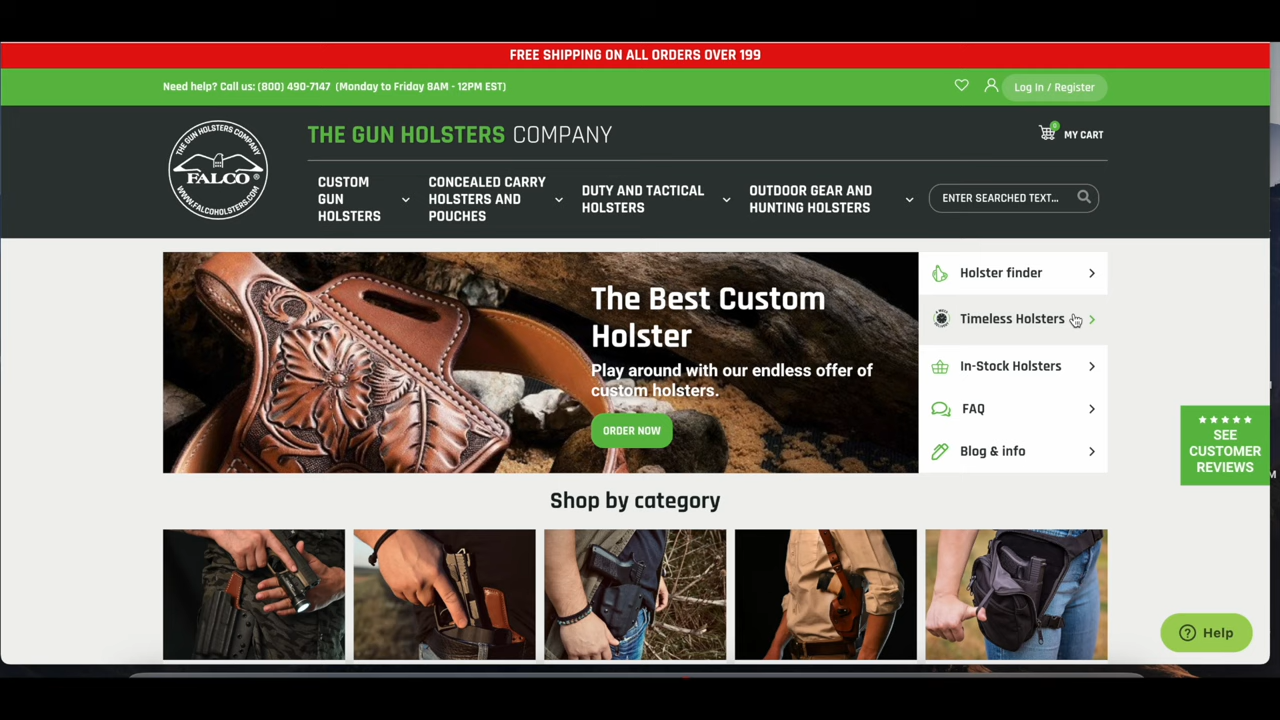 FREE SHIPPING ON ALL ORDERS OVER 199
Need help? Call us: (800) 490-7147 (Monday to Friday 8AM - 12PM EST)
Log In / Register
THE GUN HOLSTERS COMPANY
FALCO®
WWW.FALCOHOLSTERS.COM
THE GUN HOLSTERS COMPANY
0
MY CART
CUSTOM
GUN
HOLSTERS
CONCEALED CARRY
HOLSTERS AND
POUCHES
DUTY AND TACTICAL
HOLSTERS
OUTDOOR GEAR AND
HUNTING HOLSTERS
ENTER SEARCHED TEXT...
The Best Custom
Holster
Play around with our endless offer of
custom holsters.
ORDER NOW
Holster finder
Timeless Holsters
In-Stock Holsters
FAQ
Blog & info
SEE
CUSTOMER
REVIEWS
Shop by category
Help